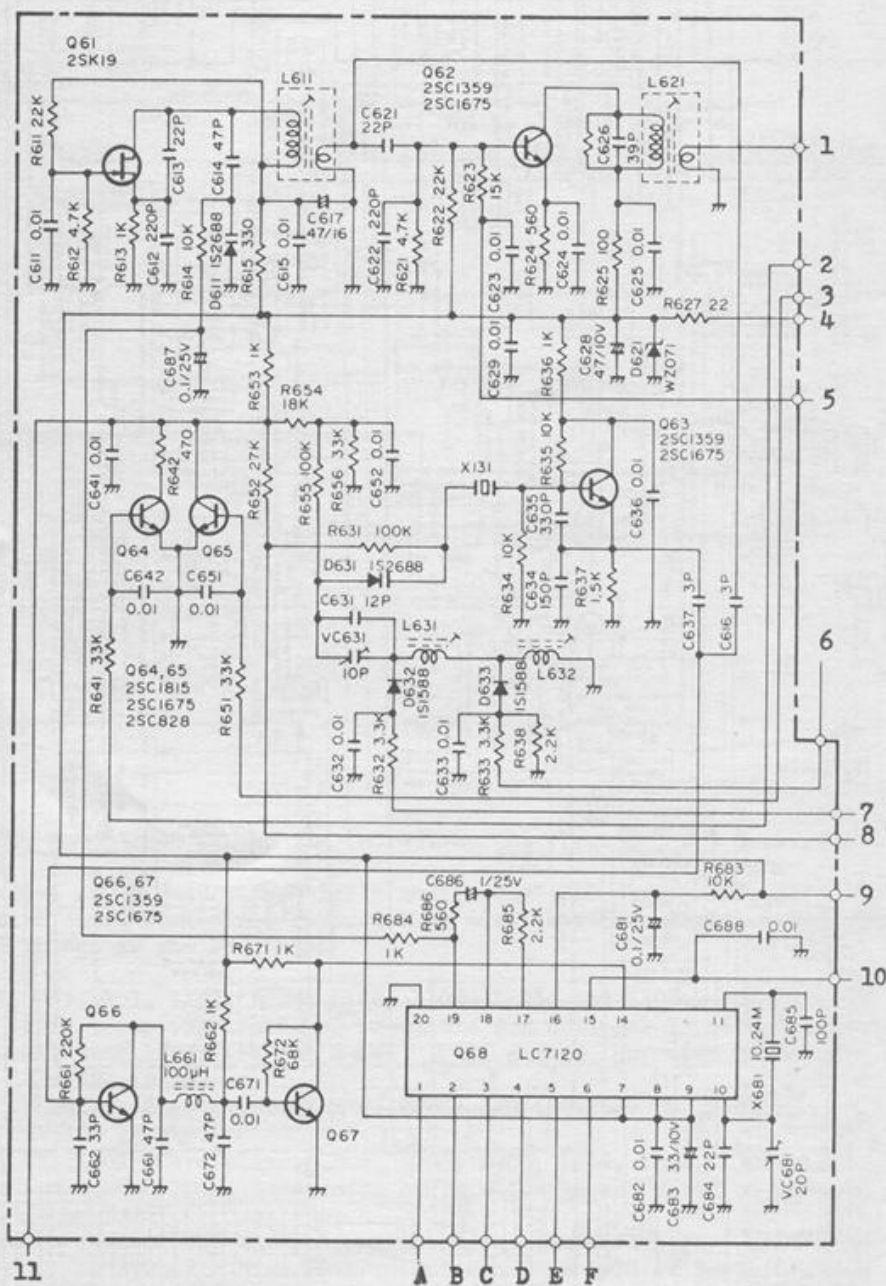 Q61
2SK19
L611
Q62
2SC1359
2SC1675
L621
R611 22K
C613 22P
C614 47P
C621
22P
C626
39P
1
C611 0.01
R612 4.7K
R613 1K
C612 220P
R614 10K
D611 1S2688
R615 330
C615 0.01
C617
47/16
C622 220P
R621 4.7K
R622 22K
R623
15K
C623 0.01
R624 560
C624 0.01
R625 100
C625 0.01
2
3
R627 22
4
C687
0.1/25V
R653 1K
R654
18K
C629 0.01
R636 1K
C628
47/10V
D621
WZ071
5
C641 0.01
R642
470
R652 27K
R655 100K
R656 33K
C652 0.01
X131
R635 10K
Q63
2SC1359
2SC1675
C636 0.01
Q64
Q65
R631 100K
D631 1S2688
R634 10K
C635
330P
C634
150P
R637
1.5K
C637 3P
C616 3P
C642
0.01
C651
0.01
C631 12P
VC631
10P
L631
L632
6
R641 33K
Q64,65
2SC1815
2SC1675
2SC828
R651 33K
D632
1S1588
D633
1S1588
C632 0.01
R632 3.3K
C633 0.01
R633 3.3K
R638
2.2K
7
8
Q66,67
2SC1359
2SC1675
C686 1/25V
R686
560
R685
2.2K
R683
10K
9
R684
1K
C681
0.1/25V
C688 0.01
R671 1K
10
Q66
R661 220K
R662 1K
L661
100μH
C671
0.01
R672
68K
Q67
20 19 18 17 16 15 14 11
Q68 LC7120
1 2 3 4 5 6 7 8 9 10
10.24M
X681
C685
100P
C662 33P
C661 47P
C672 47P
C682 0.01
C683 33/10V
C684 22P
VC681
20P
11
A B C D E F